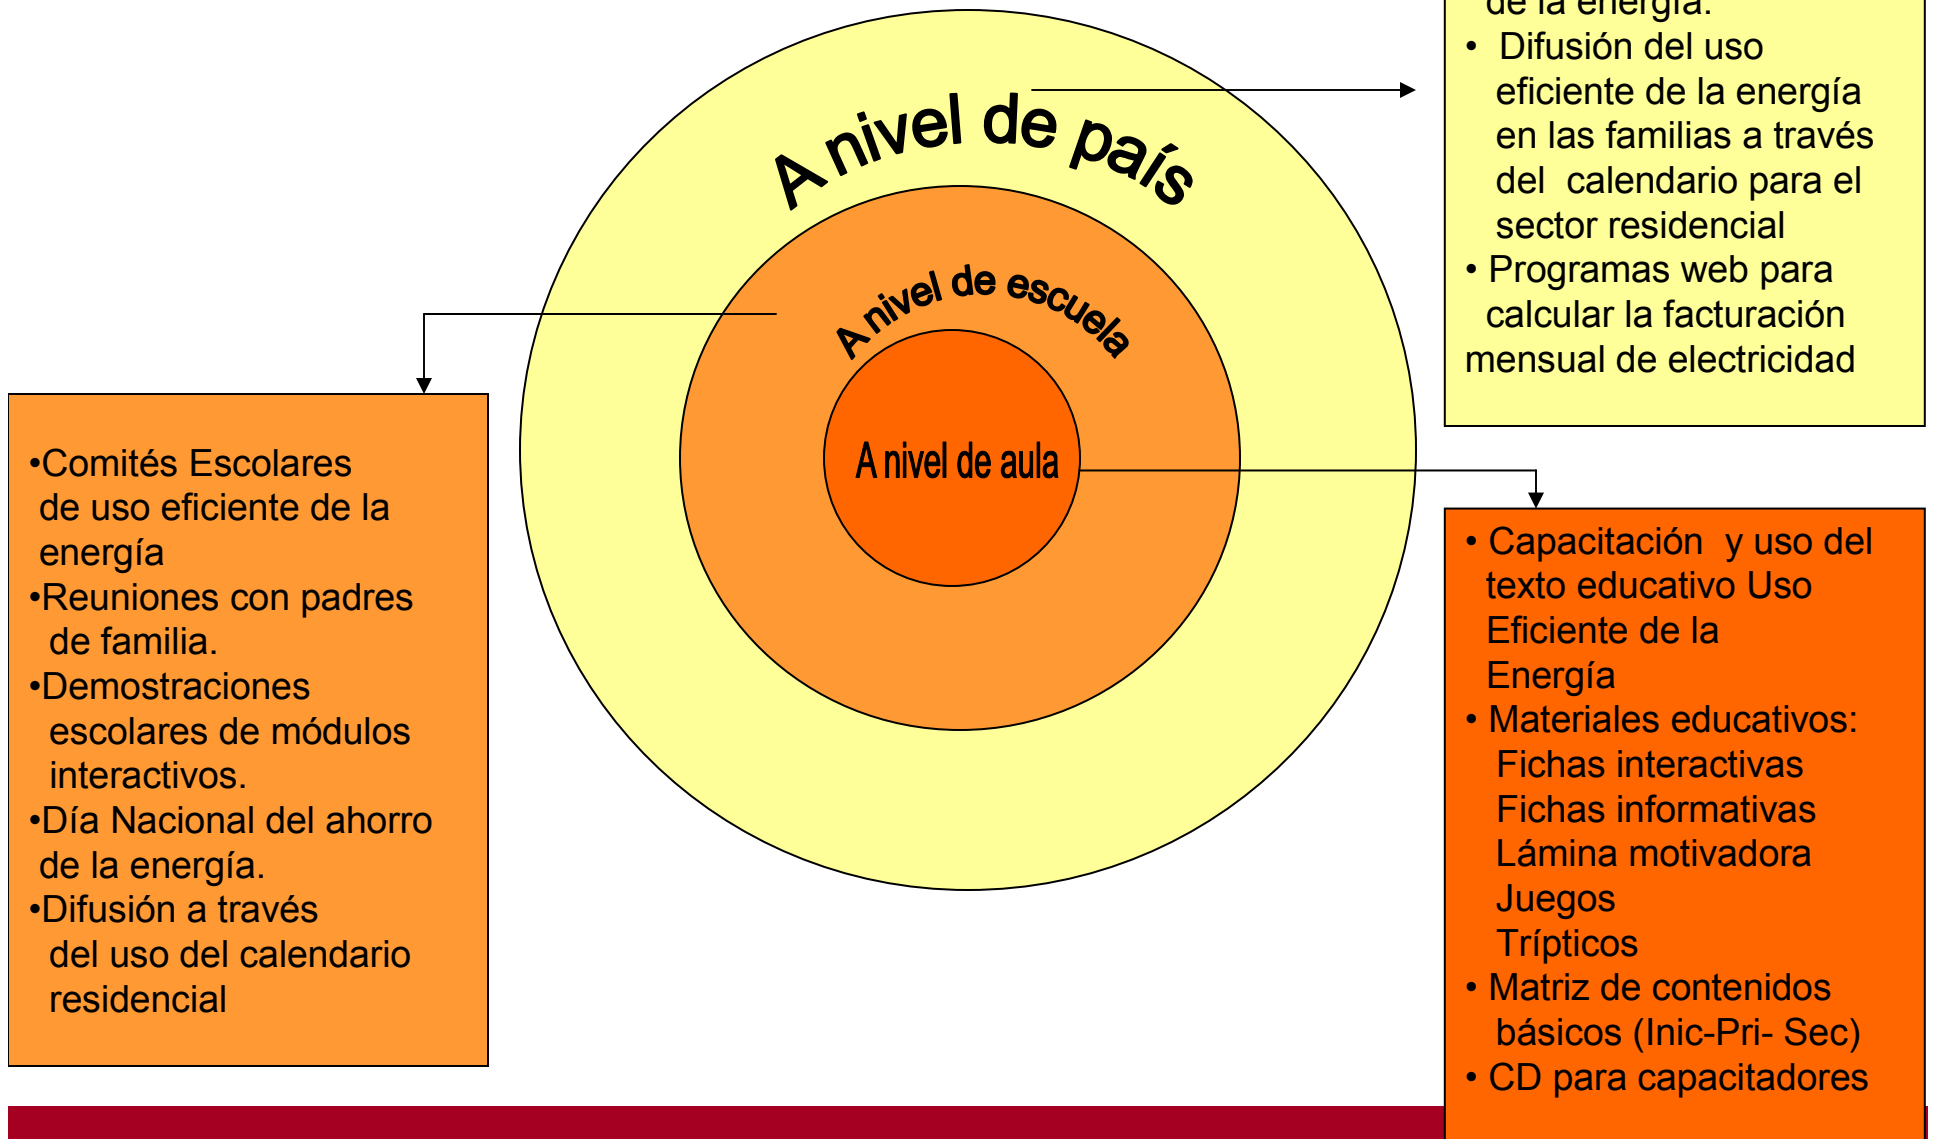 de la energía.
• Difusión del uso
eficiente de la energía
en las familias a través
del calendario para el
sector residencial
• Programas web para
calcular la facturación
mensual de electricidad
A nivel de país
A nivel de escuela
A nivel de aula
•Comités Escolares
de uso eficiente de la
energía
•Reuniones con padres
de familia.
•Demostraciones
escolares de módulos
interactivos.
•Día Nacional del ahorro
de la energía.
•Difusión a través
del uso del calendario
residencial
• Capacitación y uso del
texto educativo Uso
Eficiente de la
Energía
• Materiales educativos:
Fichas interactivas
Fichas informativas
Lámina motivadora
Juegos
Trípticos
• Matriz de contenidos
básicos (Inic-Pri- Sec)
• CD para capacitadores